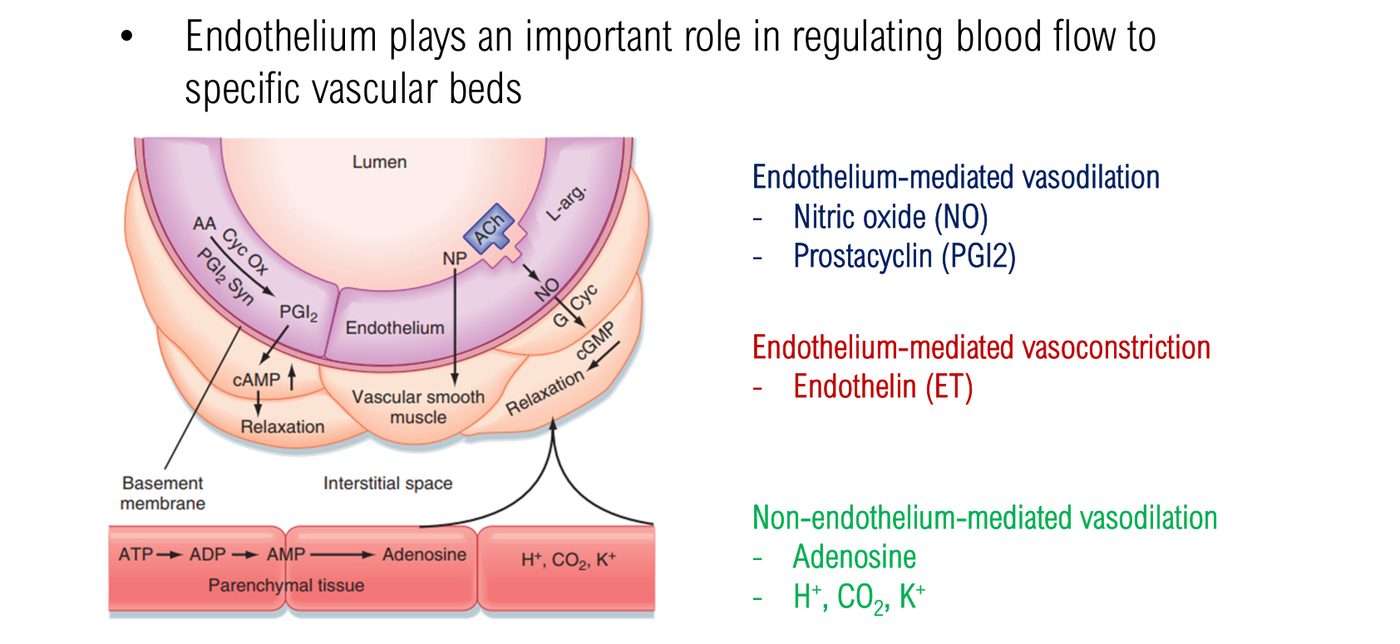 • Endothelium plays an important role in regulating blood flow to
specific vascular beds
Lumen
AA
Cyc Ox
PGI₂ Syn
PGI₂
cAMP
Relaxation
Endothelium
NP
ACh
L-arg.
NO
G Cyc
cGMP
Relaxation
Vascular smooth
muscle
Basement
membrane
Interstitial space
ATP ADP AMP Adenosine
Parenchymal tissue
H⁺, CO₂, K⁺
Endothelium-mediated vasodilation
- Nitric oxide (NO)
- Prostacyclin (PGI2)
Endothelium-mediated vasoconstriction
- Endothelin (ET)
Non-endothelium-mediated vasodilation
- Adenosine
- H⁺, CO₂, K⁺